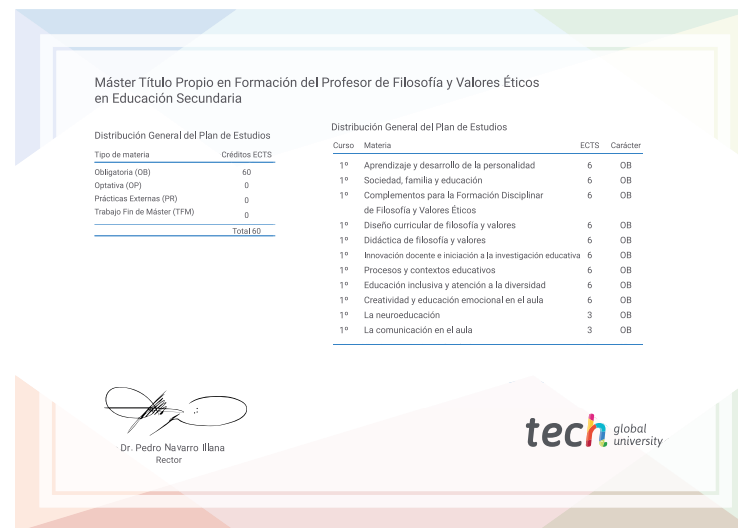 Máster Título Propio en Formación del Profesor de Filosofía y Valores Éticos
en Educación Secundaria
Distribución General del Plan de Estudios
Tipo de materia Créditos ECTS
Obligatoria (OB) 60
Optativa (OP) 0
Prácticas Externas (PR) 0
Trabajo Fin de Máster (TFM) 0
Total 60
Distribución General del Plan de Estudios
Curso Materia ECTS Carácter
1º Aprendizaje y desarrollo de la personalidad 6 OB
1º Sociedad, familia y educación 6 OB
1º Complementos para la Formación Disciplinar 6 OB
de Filosofía y Valores Éticos
1º Diseño curricular de filosofía y valores 6 OB
1º Didáctica de filosofía y valores 6 OB
1º Innovación docente e iniciación a la investigación educativa 6 OB
1º Procesos y contextos educativos 6 OB
1º Educación inclusiva y atención a la diversidad 6 OB
1º Creatividad y educación emocional en el aula 6 OB
1º La neuroeducación 3 OB
1º La comunicación en el aula 3 OB
Dr. Pedro Navarro Illana
Rector
tech global
university